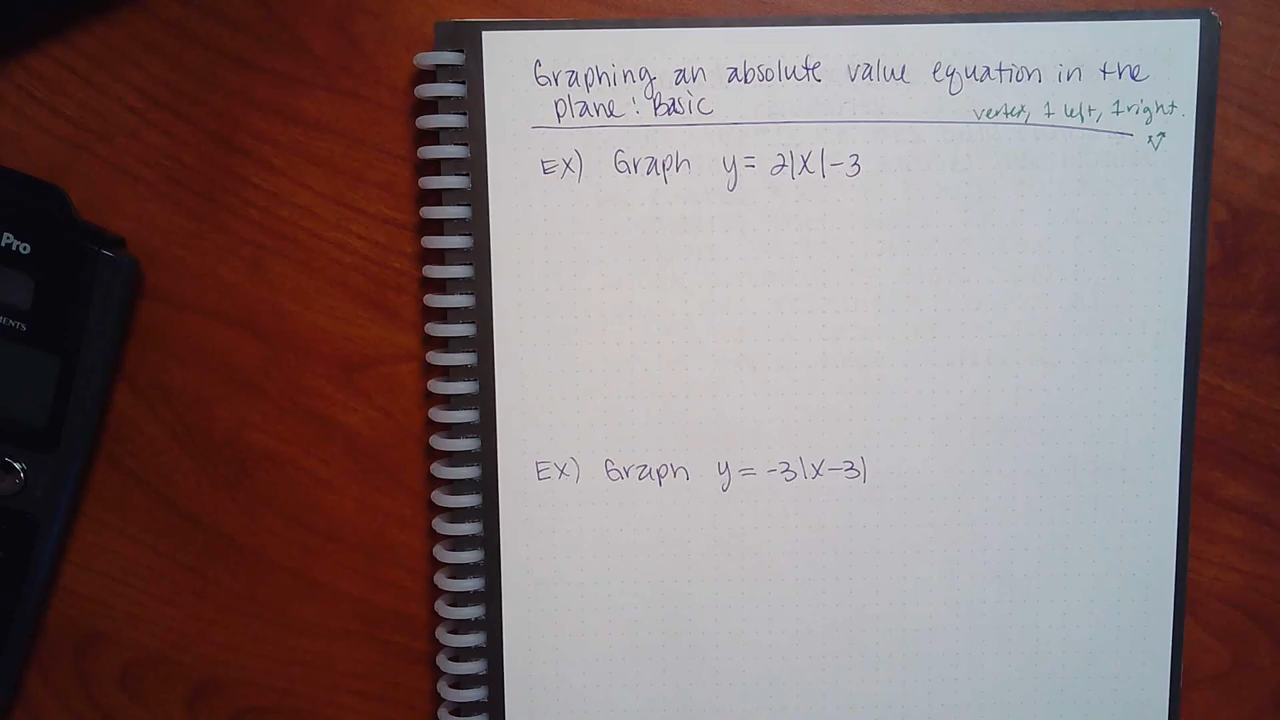 Graphing an absolute value equation in the
plane: Basic
vertex, 1 left, 1 right.
EX) Graph y = 2|x|-3
EX) Graph y = -3|x-3|
Pro
MENTS